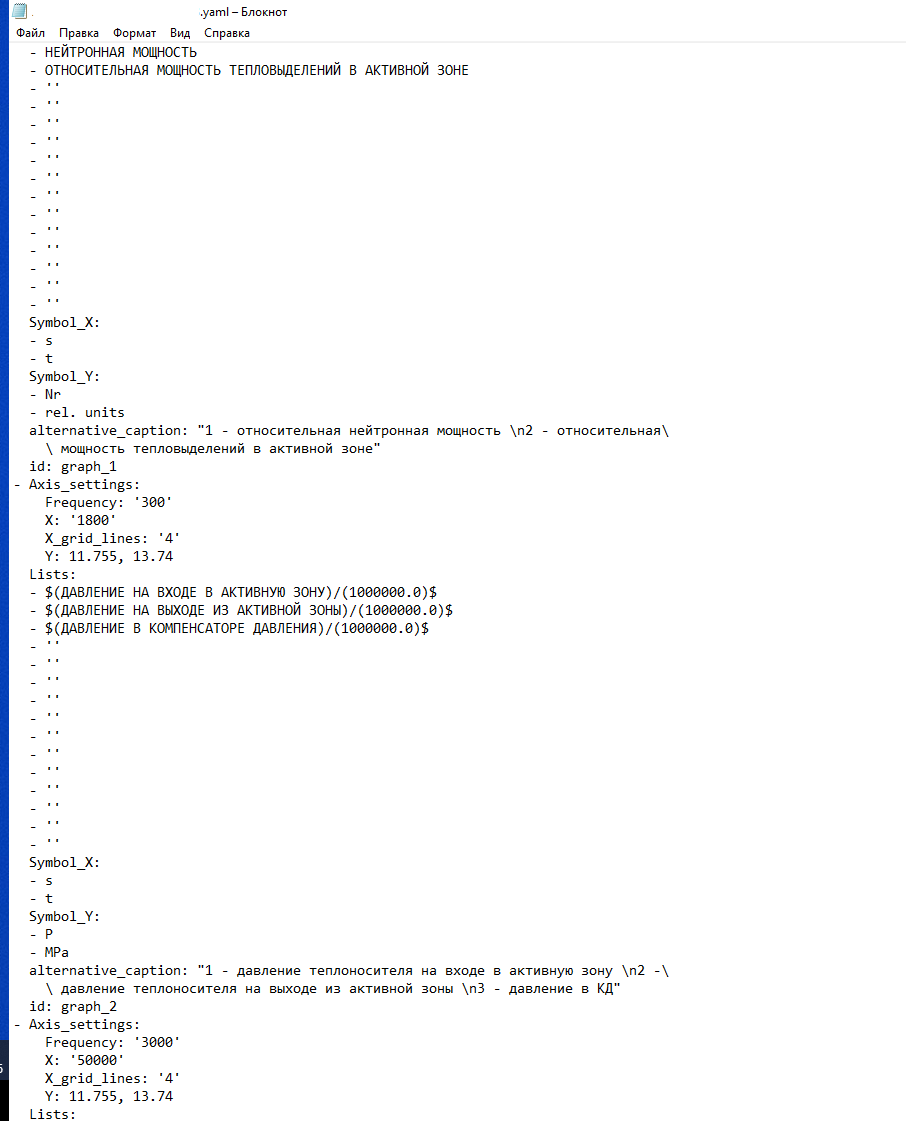 .yaml – Блокнот
Файл Правка Формат Вид Справка
- НЕЙТРОННАЯ МОЩНОСТЬ
- ОТНОСИТЕЛЬНАЯ МОЩНОСТЬ ТЕПЛОВЫДЕЛЕНИЙ В АКТИВНОЙ ЗОНЕ
- ''
- ''
- ''
- ''
- ''
- ''
- ''
- ''
- ''
- ''
- ''
- ''
- ''
Symbol_X:
- s
- t
Symbol_Y:
- Nr
- rel. units
alternative_caption: "1 - относительная нейтронная мощность \n2 - относительная\
\ мощность тепловыделений в активной зоне"
id: graph_1
- Axis_settings:
Frequency: '300'
X: '1800'
X_grid_lines: '4'
Y: 11.755, 13.74
Lists:
- $(ДАВЛЕНИЕ НА ВХОДЕ В АКТИВНУЮ ЗОНУ)/(1000000.0)$
- $(ДАВЛЕНИЕ НА ВЫХОДЕ ИЗ АКТИВНОЙ ЗОНЫ)/(1000000.0)$
- $(ДАВЛЕНИЕ В КОМПЕНСАТОРЕ ДАВЛЕНИЯ)/(1000000.0)$
- ''
- ''
- ''
- ''
- ''
- ''
- ''
- ''
- ''
- ''
- ''
- ''
Symbol_X:
- s
- t
Symbol_Y:
- P
- MPa
alternative_caption: "1 - давление теплоносителя на входе в активную зону \n2 -\
\ давление теплоносителя на выходе из активной зоны \n3 - давление в КД"
id: graph_2
- Axis_settings:
Frequency: '3000'
X: '50000'
X_grid_lines: '4'
Y: 11.755, 13.74
Lists: